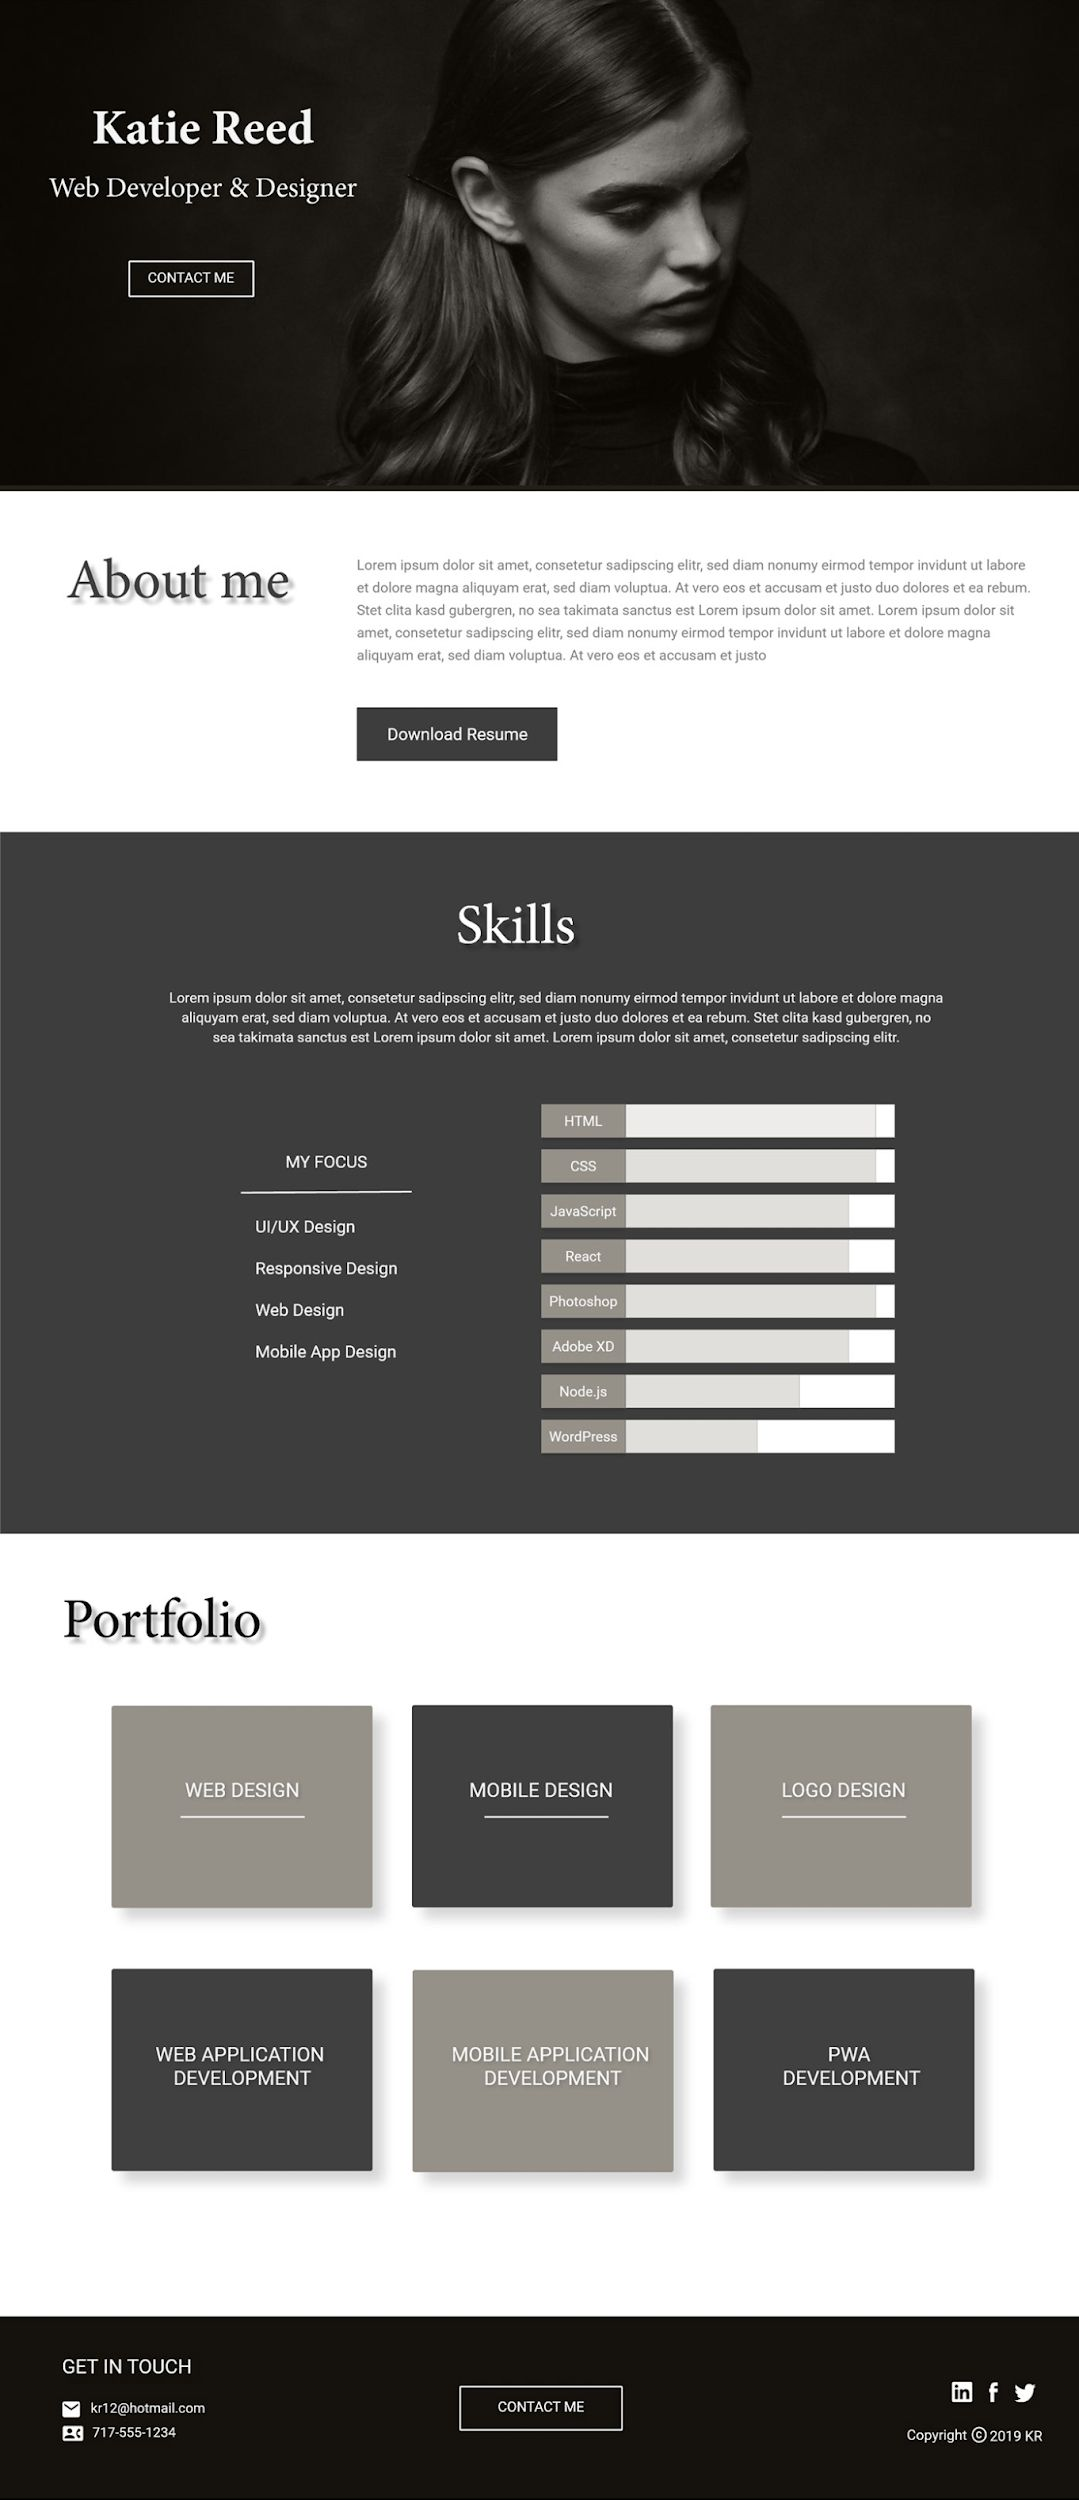 Katie Reed
Web Developer & Designer
CONTACT ME
About me
Lorem ipsum dolor sit amet, consetetur sadipscing elitr, sed diam nonumy eirmod tempor invidunt ut labore
et dolore magna aliquyam erat, sed diam voluptua. At vero eos et accusam et justo duo dolores et ea rebum.
Stet clita kasd gubergren, no sea takimata sanctus est Lorem ipsum dolor sit amet. Lorem ipsum dolor sit
amet, consetetur sadipscing elitr, sed diam nonumy eirmod tempor invidunt ut labore et dolore magna
aliquyam erat, sed diam voluptua. At vero eos et accusam et justo
Download Resume
Skills
Lorem ipsum dolor sit amet, consetetur sadipscing elitr, sed diam nonumy eirmod tempor invidunt ut labore et dolore magna
aliquyam erat, sed diam voluptua. At vero eos et accusam et justo duo dolores et ea rebum. Stet clita kasd gubergren, no
sea takimata sanctus est Lorem ipsum dolor sit amet. Lorem ipsum dolor sit amet, consetetur sadipscing elitr.
MY FOCUS
UI/UX Design
Responsive Design
Web Design
Mobile App Design
HTML
CSS
JavaScript
React
Photoshop
Adobe XD
Node.js
WordPress
Portfolio
WEB DESIGN
MOBILE DESIGN
LOGO DESIGN
WEB APPLICATION
DEVELOPMENT
MOBILE APPLICATION
DEVELOPMENT
PWA
DEVELOPMENT
GET IN TOUCH
kr12@hotmail.com
717-555-1234
CONTACT ME
Copyright © 2019 KR